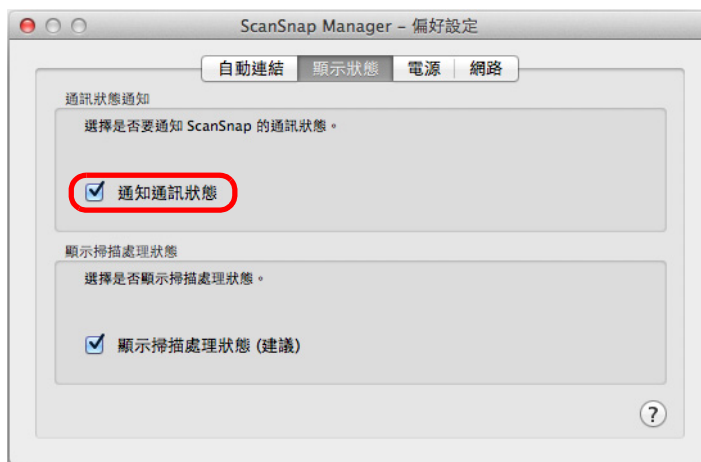 ScanSnap Manager – 偏好設定
自動連結 顯示狀態 電源 網路
通訊狀態通知
選擇是否要通知 ScanSnap 的通訊狀態。
通知通訊狀態
顯示掃描處理狀態
選擇是否顯示掃描處理狀態。
顯示掃描處理狀態 (建議)
?